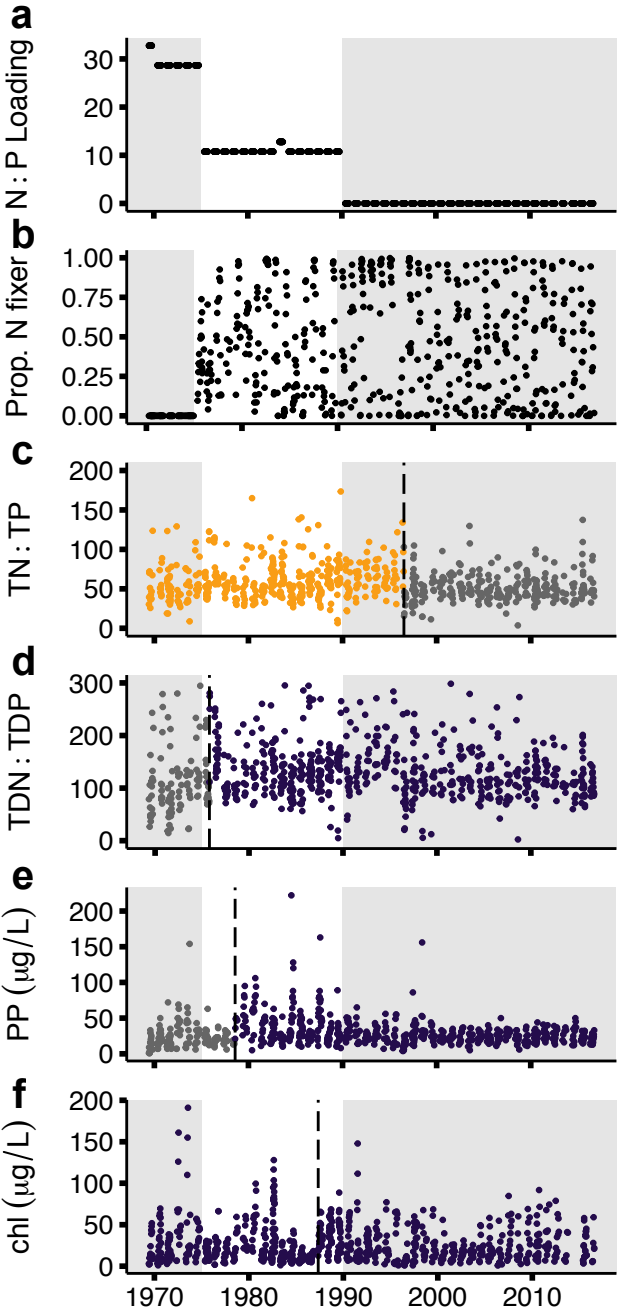 a
N : P Loading
30
20
10
0
b
Prop. N fixer
1.00
0.75
0.50
0.25
0.00
c
TN : TP
200
150
100
50
0
d
TDN : TDP
300
200
100
0
e
PP (µg/L)
200
150
100
50
0
f
chl (µg/L)
200
150
100
50
0
1970 1980 1990 2000 2010